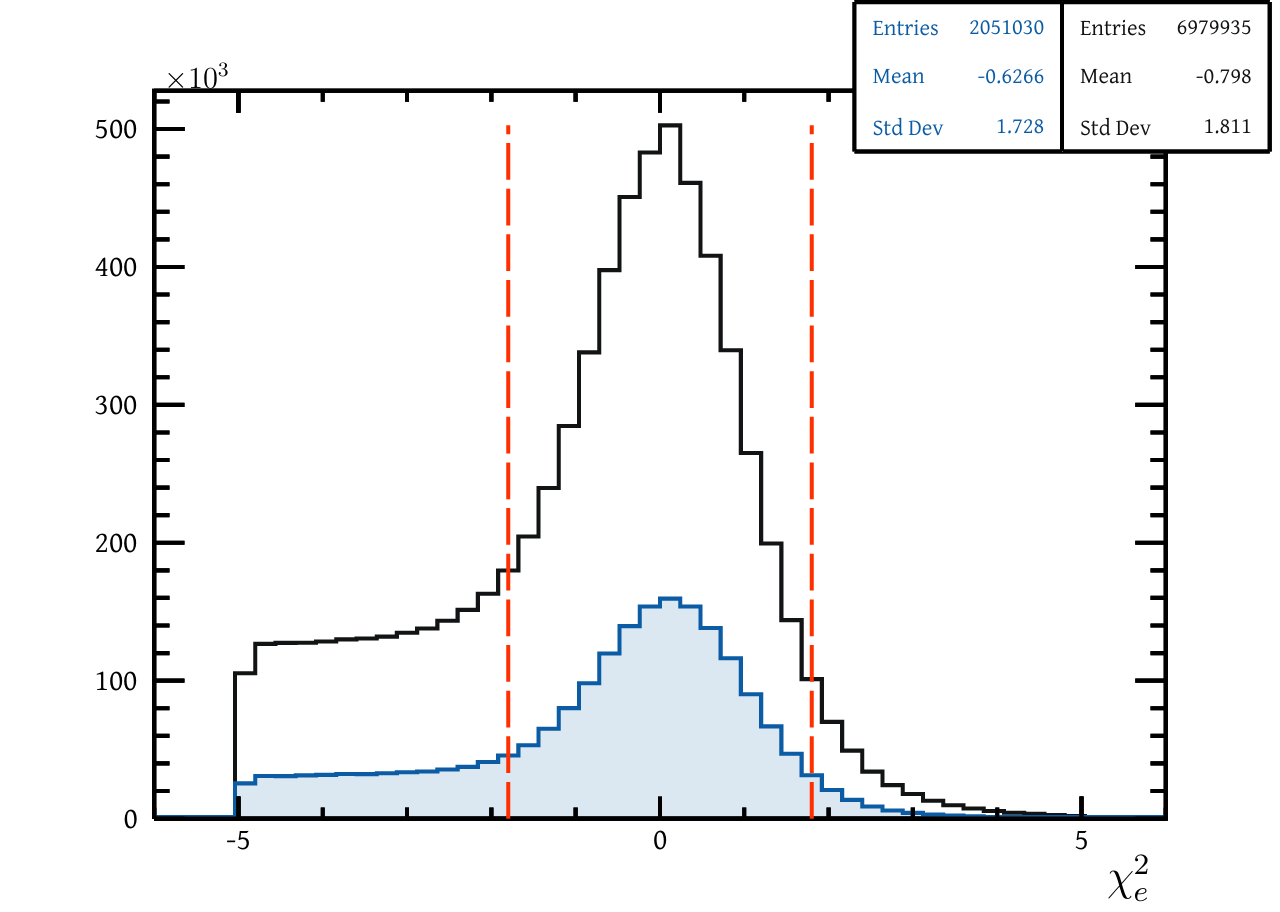 Entries 2051030 Entries 6979935
Mean -0.6266 Mean -0.798
Std Dev 1.728 Std Dev 1.811
×10³
500
400
300
200
100
0
-5 0 5
χ²ₑ